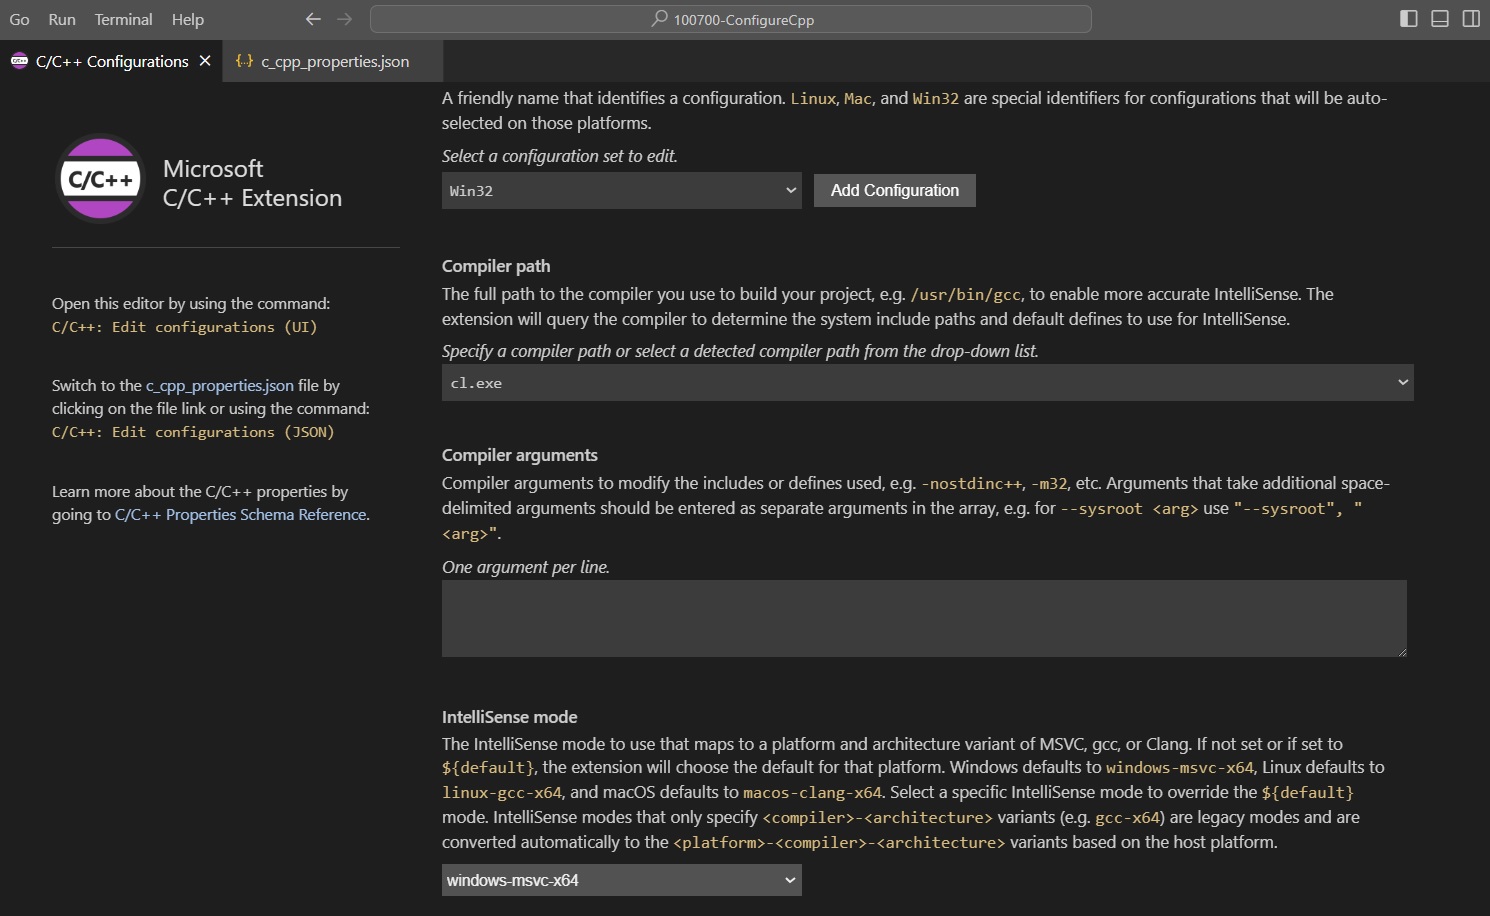 Go Run Terminal Help 100700-ConfigureCpp
C/C++ Configurations c_cpp_properties.json
A friendly name that identifies a configuration. Linux, Mac, and Win32 are special identifiers for configurations that will be auto-
selected on those platforms.
Select a configuration set to edit.
Win32 Add Configuration
C/C++
Microsoft
C/C++ Extension
Open this editor by using the command:
C/C++: Edit configurations (UI)
Switch to the c_cpp_properties.json file by
clicking on the file link or using the command:
C/C++: Edit configurations (JSON)
Learn more about the C/C++ properties by
going to C/C++ Properties Schema Reference.
Compiler path
The full path to the compiler you use to build your project, e.g. /usr/bin/gcc, to enable more accurate IntelliSense. The
extension will query the compiler to determine the system include paths and default defines to use for IntelliSense.
Specify a compiler path or select a detected compiler path from the drop-down list.
cl.exe
Compiler arguments
Compiler arguments to modify the includes or defines used, e.g. -nostdinc++, -m32, etc. Arguments that take additional space-
delimited arguments should be entered as separate arguments in the array, e.g. for --sysroot <arg> use "--sysroot", "
<arg>".
One argument per line.
IntelliSense mode
The IntelliSense mode to use that maps to a platform and architecture variant of MSVC, gcc, or Clang. If not set or if set to
${default}, the extension will choose the default for that platform. Windows defaults to windows-msvc-x64, Linux defaults to
linux-gcc-x64, and macOS defaults to macos-clang-x64. Select a specific IntelliSense mode to override the ${default}
mode. IntelliSense modes that only specify <compiler>-<architecture> variants (e.g. gcc-x64) are legacy modes and are
converted automatically to the <platform>-<compiler>-<architecture> variants based on the host platform.
windows-msvc-x64